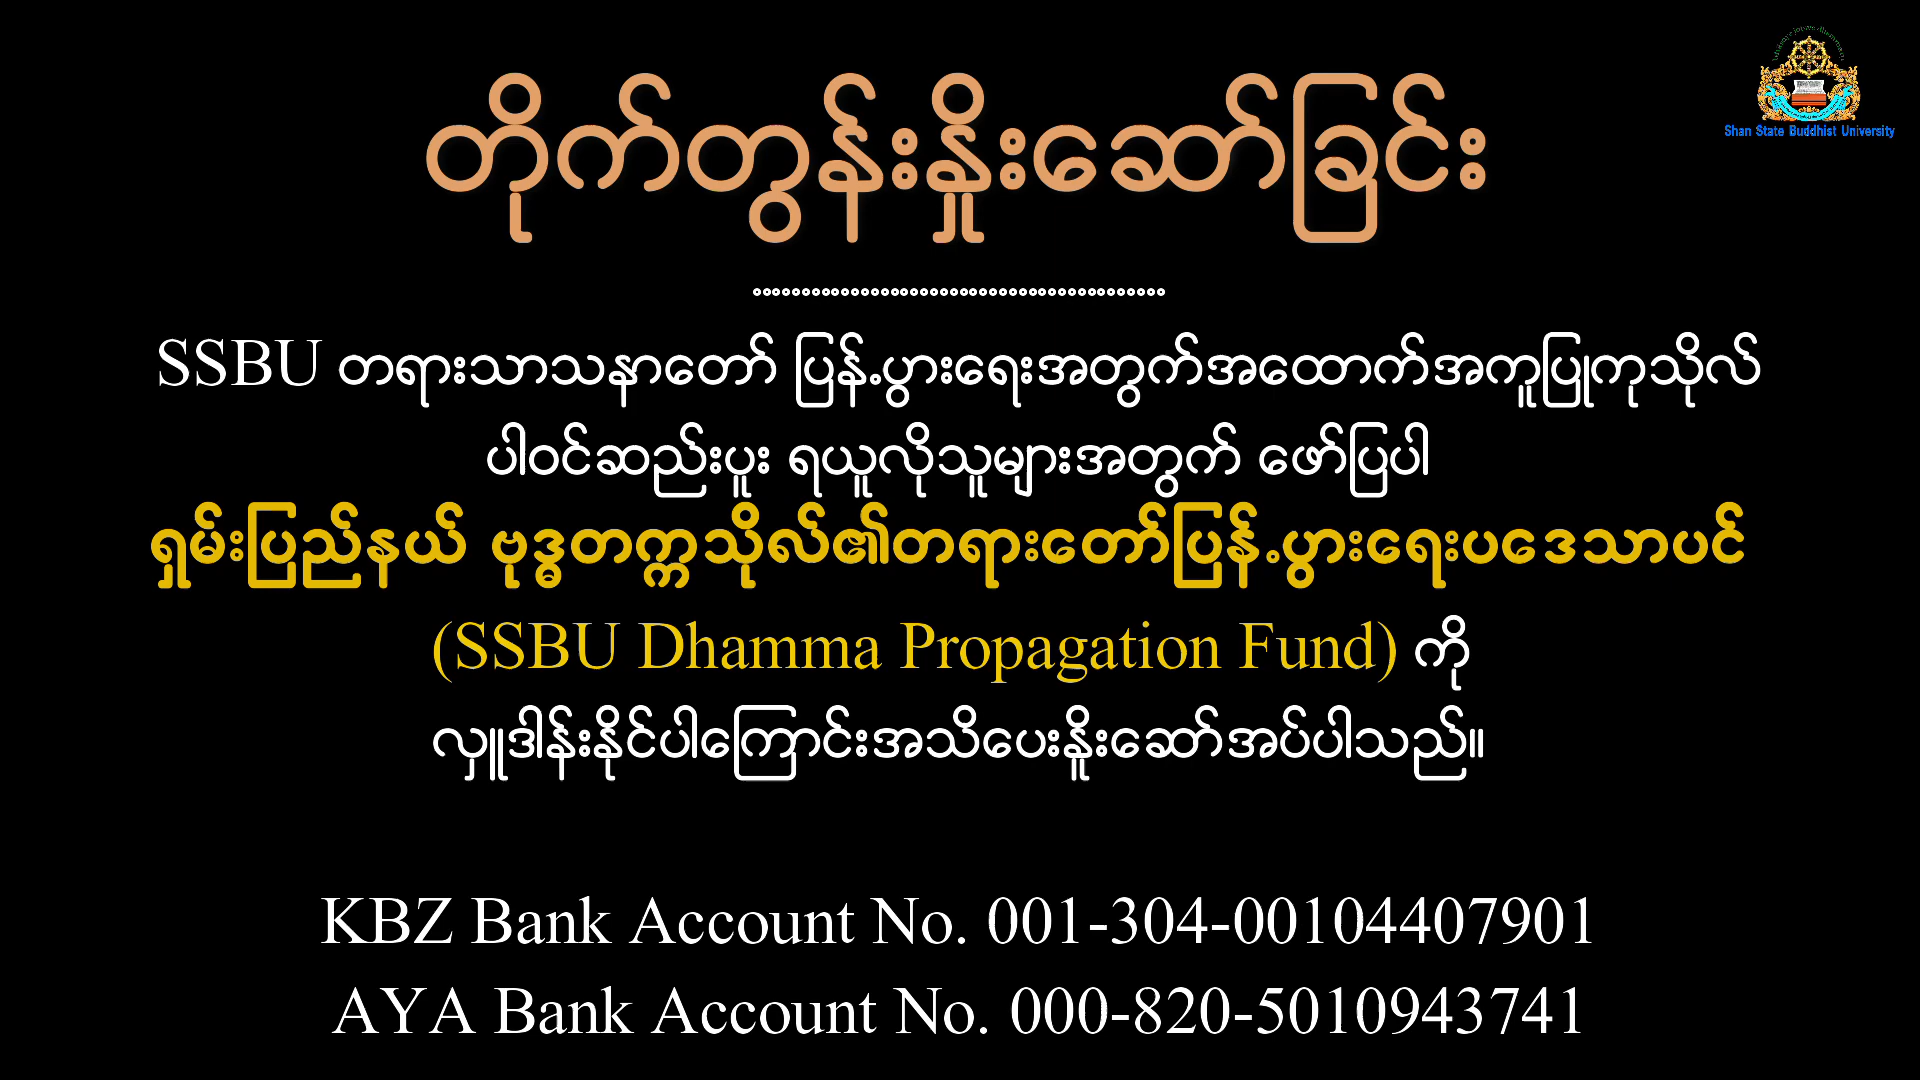 Shan State Buddhist University
တိုက်တွန်းနှိုးဆော်ခြင်း
SSBU တရားသာသနာတော် ပြန့်ပွားရေးအတွက်အထောက်အကူပြုကုသိုလ်
ပါဝင်ဆည်းပူး ရယူလိုသူများအတွက် ဖော်ပြပါ
ရှမ်းပြည်နယ် ဗုဒ္ဓတက္ကသိုလ်၏တရားတော်ပြန့်ပွားရေးပဒေသာပင်
(SSBU Dhamma Propagation Fund) ကို
လှူဒါန်းနိုင်ပါကြောင်းအသိပေးနှိူးဆော်အပ်ပါသည်။
KBZ Bank Account No. 001-304-00104407901
AYA Bank Account No. 000-820-5010943741